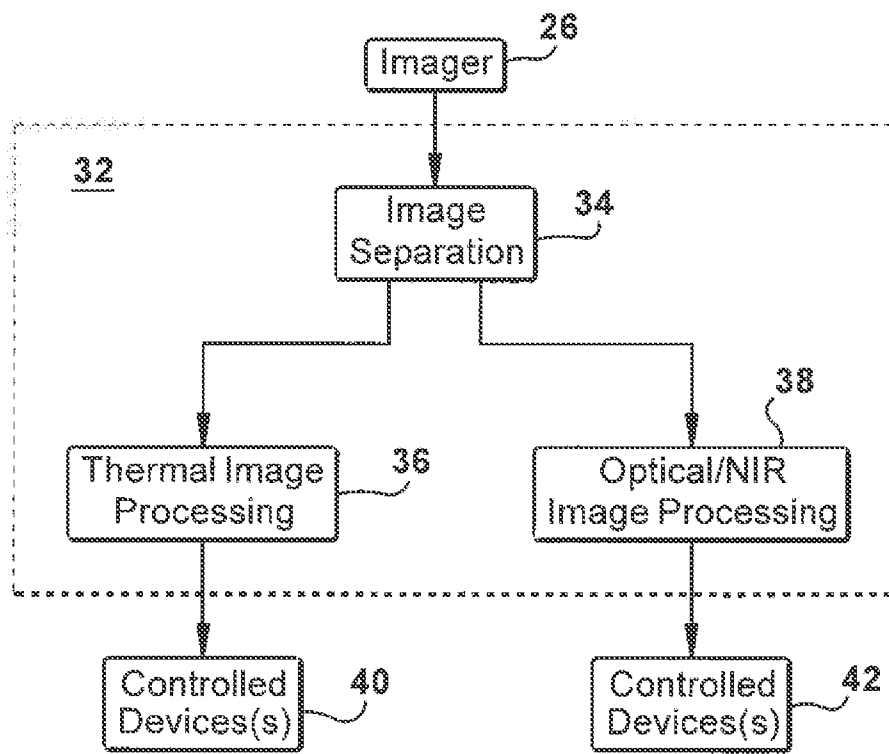 26
Imager
32
Image
Separation
34
Thermal Image
Processing
36
38
Optical/NIR
Image Processing
Controlled
Devices(s)
40
Controlled
Devices(s)
42